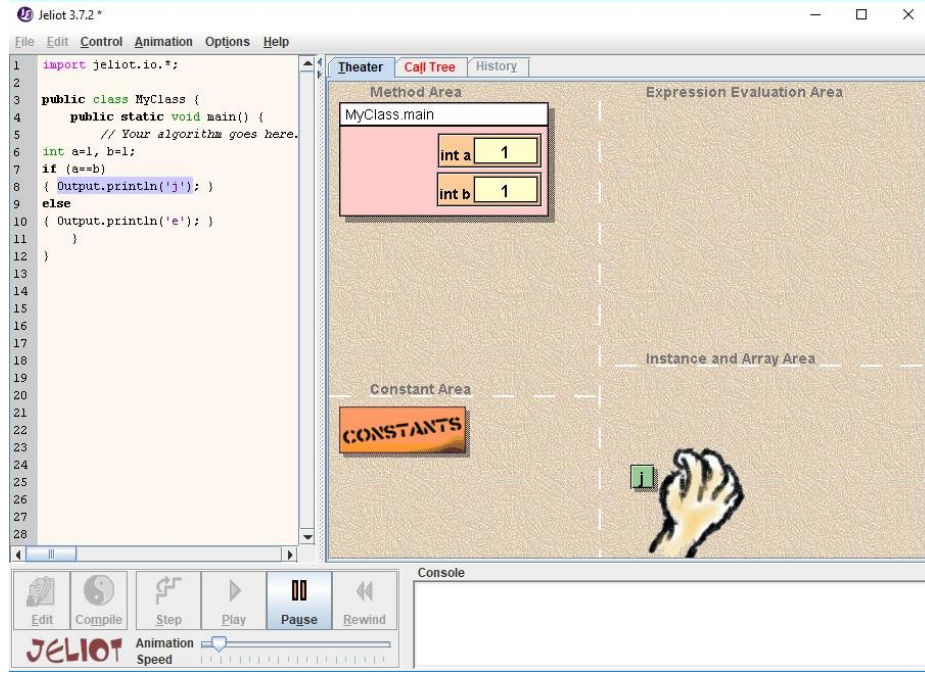 Jeliot 3.7.2 *
File Edit Control Animation Options Help
1 import jeliot.io.*;
2
3 public class MyClass {
4 public static void main() {
5 // Your algorithm goes here.
6 int a=1, b=1;
7 if (a==b)
8 { Output.println('j'); }
9 else
10 { Output.println('e'); }
11 }
12 }
13
14
15
16
17
18
19
20
21
22
23
24
25
26
27
28
Theater Call Tree History
Method Area
Expression Evaluation Area
MyClass.main
int a 1
int b 1
Instance and Array Area
Constant Area
CONSTANTS
j
Edit Compile Step Play Pause Rewind
JELIOT
Animation
Speed
Console